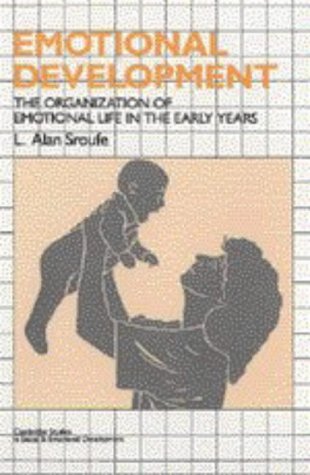 EMOTIONAL
DEVELOPMENT
THE ORGANIZATION OF
EMOTIONAL LIFE IN THE EARLY YEARS
L. Alan Sroufe
Cambridge Studies
in Social & Emotional Development